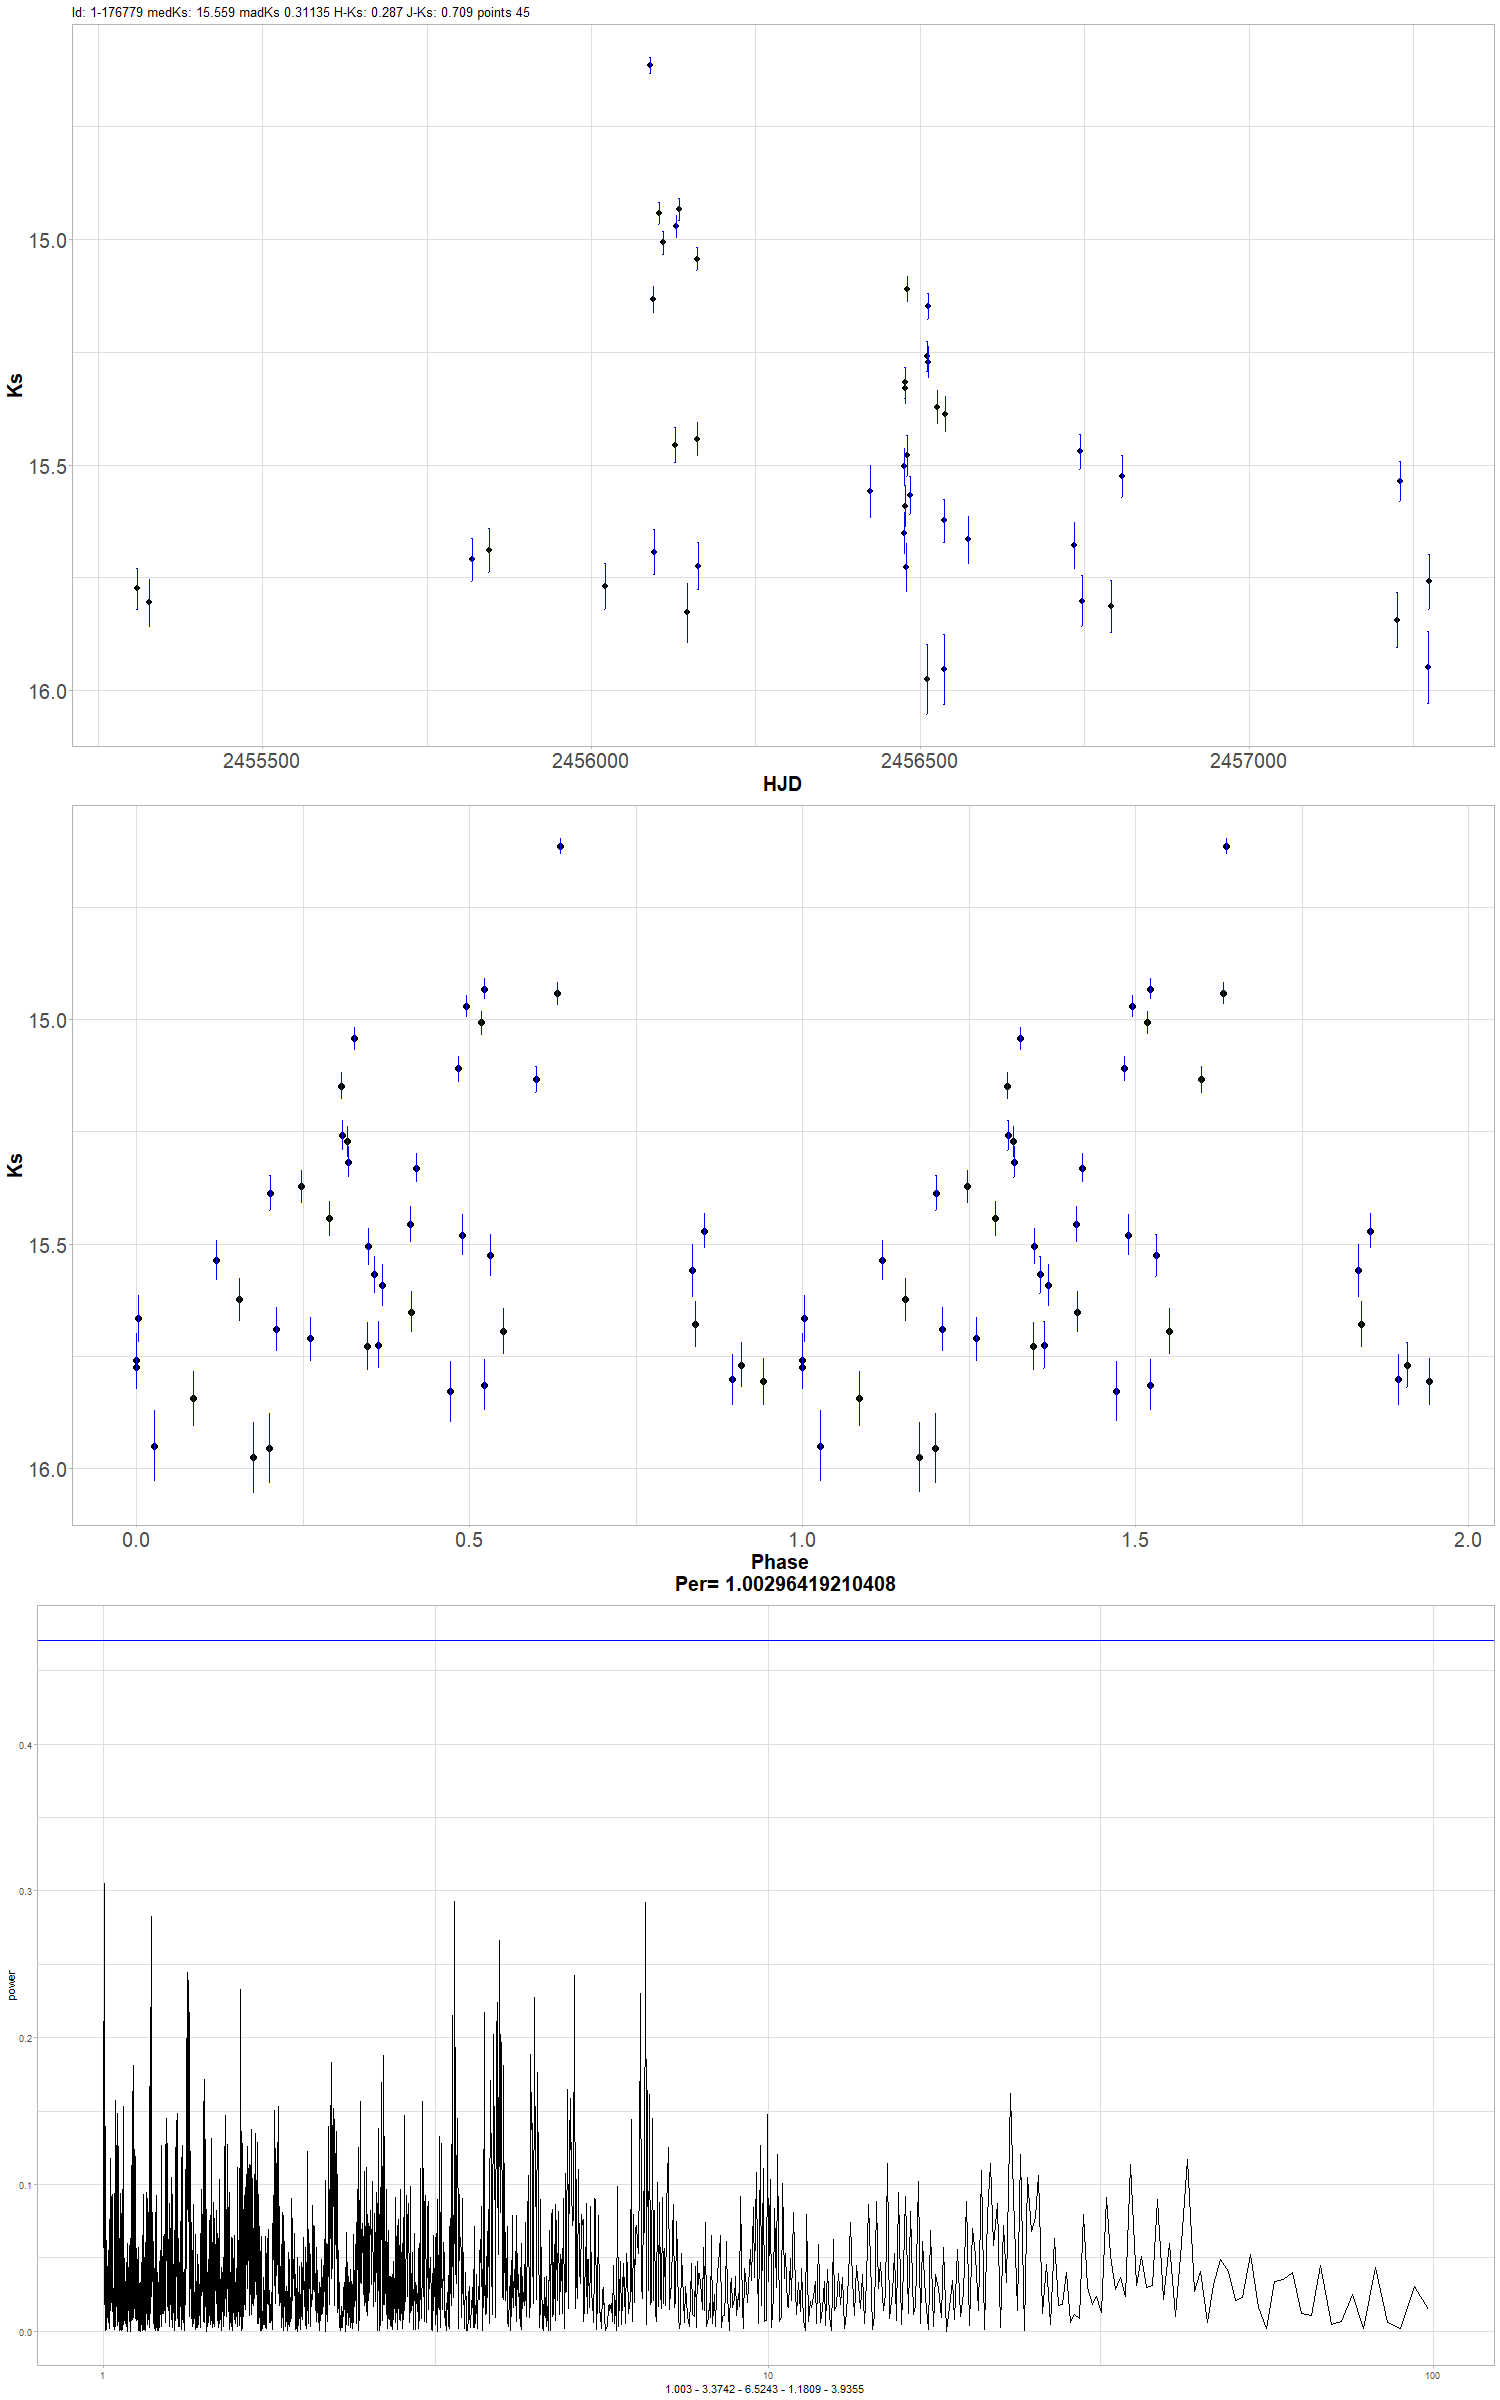 Id: 1-176779 medKs: 15.559 madKs 0.31135 H-Ks: 0.287 J-Ks: 0.709 points 45
15.0
15.5
16.0
Ks
2455500 2456000 2456500 2457000
HJD
15.0
15.5
16.0
Ks
0.0 0.5 1.0 1.5 2.0
Phase
Per= 1.00296419210408
0.4
0.3
0.2
0.1
0.0
power
1 10 100
1.003 - 3.3742 - 6.5243 - 1.1809 - 3.9355